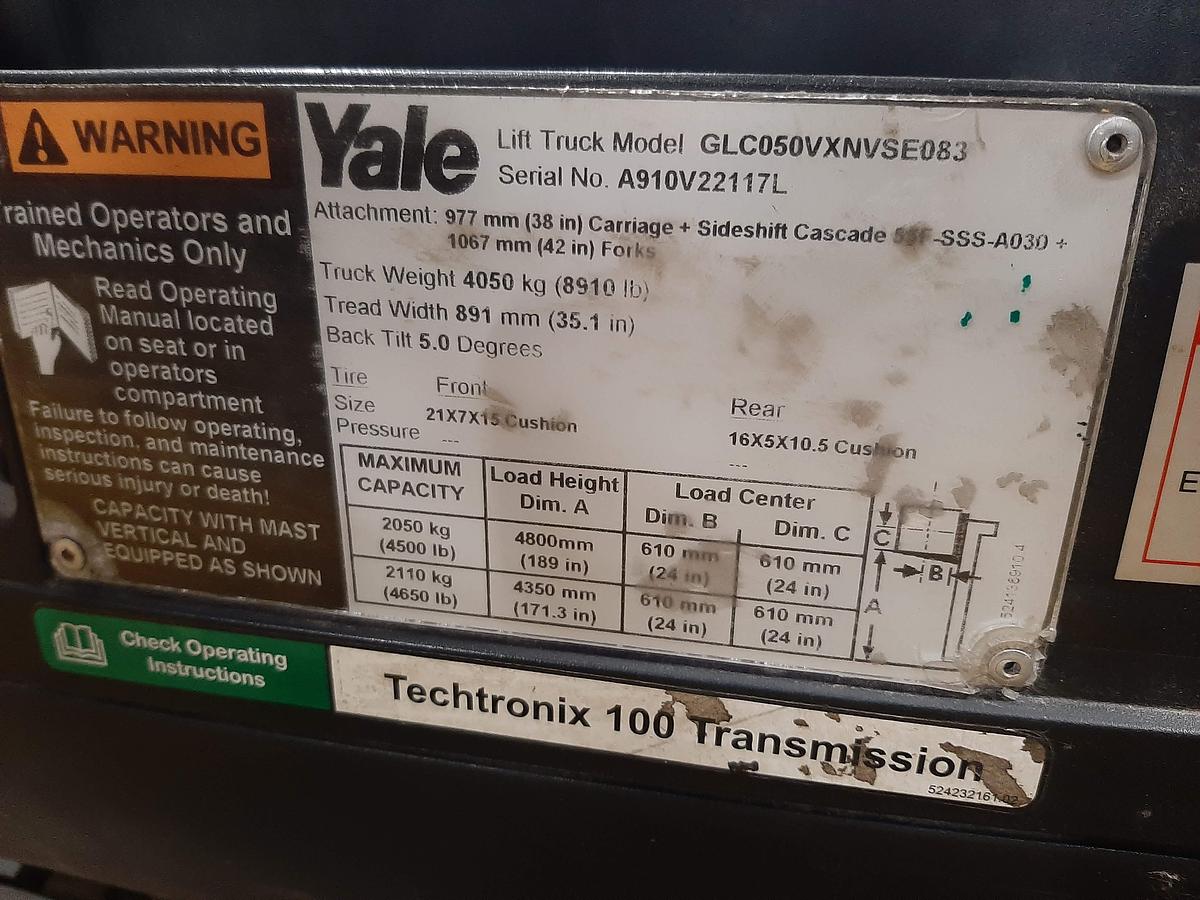 WARNING
rained Operators and
Mechanics Only
Read Operating
Manual located
on seat or in
operators
compartment
Failure to follow operating,
inspection, and maintenance
instructions can cause
serious injury or death!
CAPACITY WITH MAST
VERTICAL AND
EQUIPPED AS SHOWN
Yale
Lift Truck Model GLC050VXNVSE083
Serial No. A910V22117L
Attachment: 977 mm (38 in) Carriage + Sideshift Cascade -SSS-A030 +
1067 mm (42 in) Forks
Truck Weight 4050 kg (8910 lb)
Tread Width 891 mm (35.1 in)
Back Tilt 5.0 Degrees
Tire Front Rear
Size 21X7X15 Cushion 16X5X10.5 Cushion
Pressure --- ---
MAXIMUM CAPACITY Load Height Dim. A Load Center
Dim. B Dim. C
2050 kg 4800mm 610 mm 610 mm
(4500 lb) (189 in) (24 in) (24 in)
2110 kg 4350 mm 610 mm 610 mm
(4650 lb) (171.3 in) (24 in) (24 in)
C
B
A
524138910 4
Check Operating
Instructions
Techtronix 100 Transmission
E